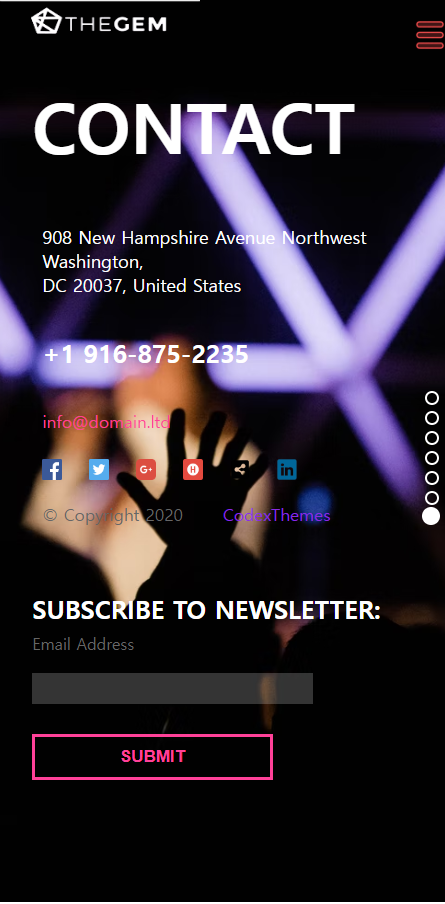 THEGEM
CONTACT
908 New Hampshire Avenue Northwest
Washington,
DC 20037, United States
+1 916-875-2235
info@domain.ltd
© Copyright 2020 CodexThemes
SUBSCRIBE TO NEWSLETTER:
Email Address
SUBMIT